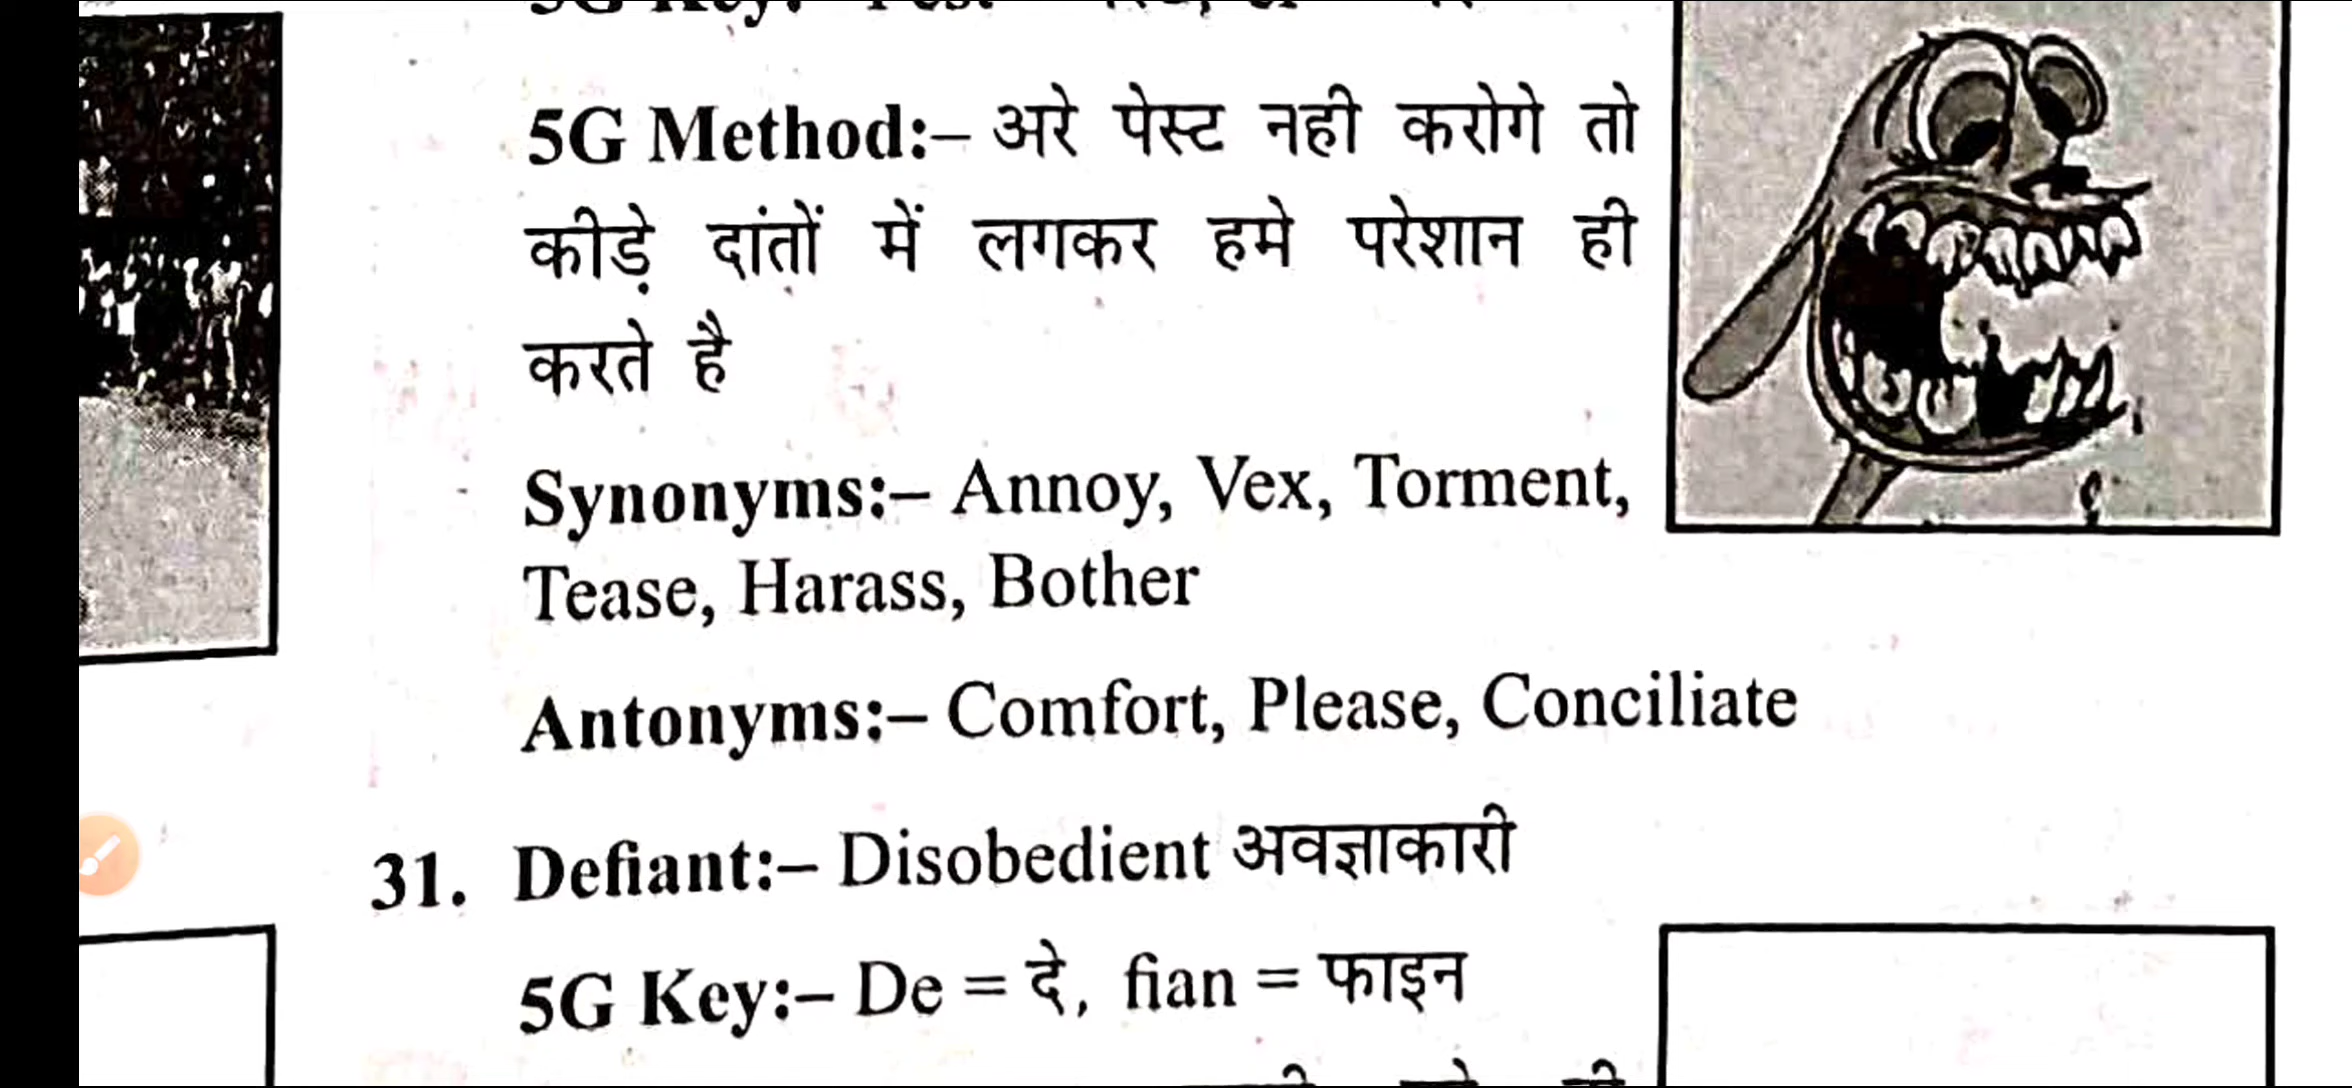 5G Method:– अरे पेस्ट नही करोगे तो
कीड़े दांतों में लगकर हमे परेशान ही
करते है
Synonyms:– Annoy, Vex, Torment,
Tease, Harass, Bother
Antonyms:– Comfort, Please, Conciliate
31. Defiant:– Disobedient अवज्ञाकारी
5G Key:– De = दे, fian = फाइन